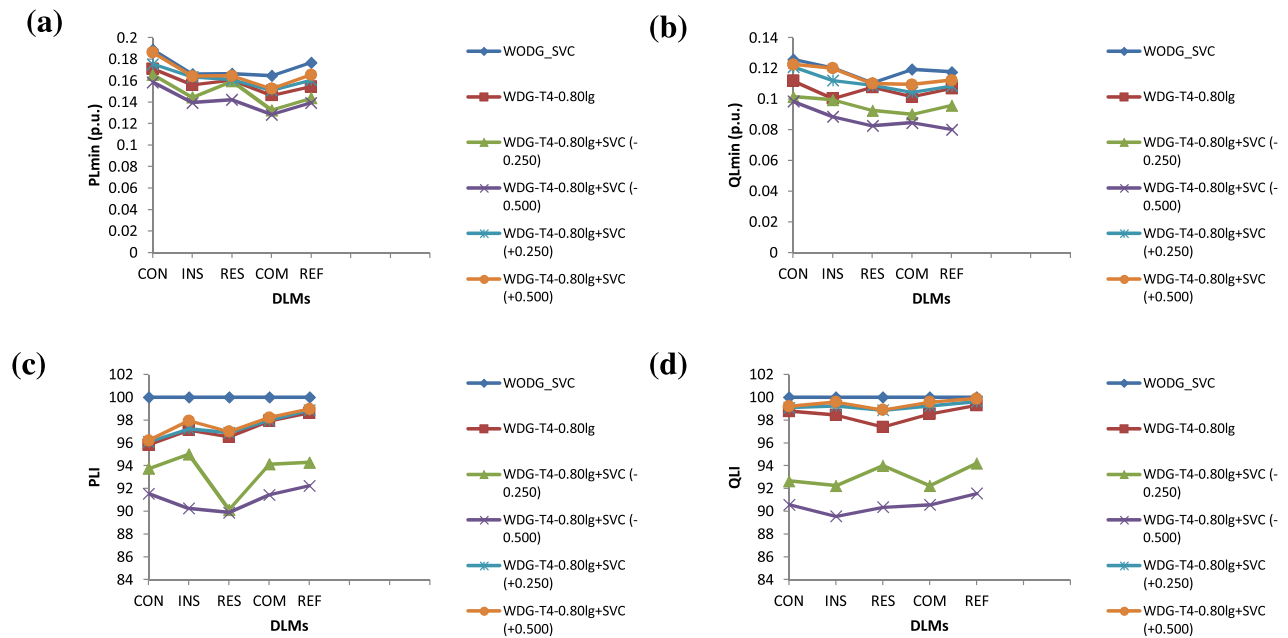 (a)
0.2
0.18
0.16
0.14
0.12
0.1
0.08
0.06
0.04
0.02
0
PLmin (p.u.)
CON INS RES COM REF
DLMs
WODG_SVC
WDG-T4-0.80lg
WDG-T4-0.80lg+SVC (-
0.250)
WDG-T4-0.80lg+SVC (-
0.500)
WDG-T4-0.80lg+SVC
(+0.250)
WDG-T4-0.80lg+SVC
(+0.500)
(b)
0.14
0.12
0.1
0.08
0.06
0.04
0.02
0
QLmin (p.u.)
CON INS RES COM REF
DLMs
WODG_SVC
WDG-T4-0.80lg
WDG-T4-0.80lg+SVC (-
0.250)
WDG-T4-0.80lg+SVC (-
0.500)
WDG-T4-0.80lg+SVC
(+0.250)
WDG-T4-0.80lg+SVC
(+0.500)
(c)
102
100
98
96
94
92
90
88
86
84
PLI
CON INS RES COM REF
DLMs
WODG_SVC
WDG-T4-0.80lg
WDG-T4-0.80lg+SVC (-
0.250)
WDG-T4-0.80lg+SVC (-
0.500)
WDG-T4-0.80lg+SVC
(+0.250)
WDG-T4-0.80lg+SVC
(+0.500)
(d)
102
100
98
96
94
92
90
88
86
84
QLI
CON INS RES COM REF
DLMs
WODG_SVC
WDG-T4-0.80lg
WDG-T4-0.80lg+SVC (-
0.250)
WDG-T4-0.80lg+SVC (-
0.500)
WDG-T4-0.80lg+SVC
(+0.250)
WDG-T4-0.80lg+SVC
(+0.500)